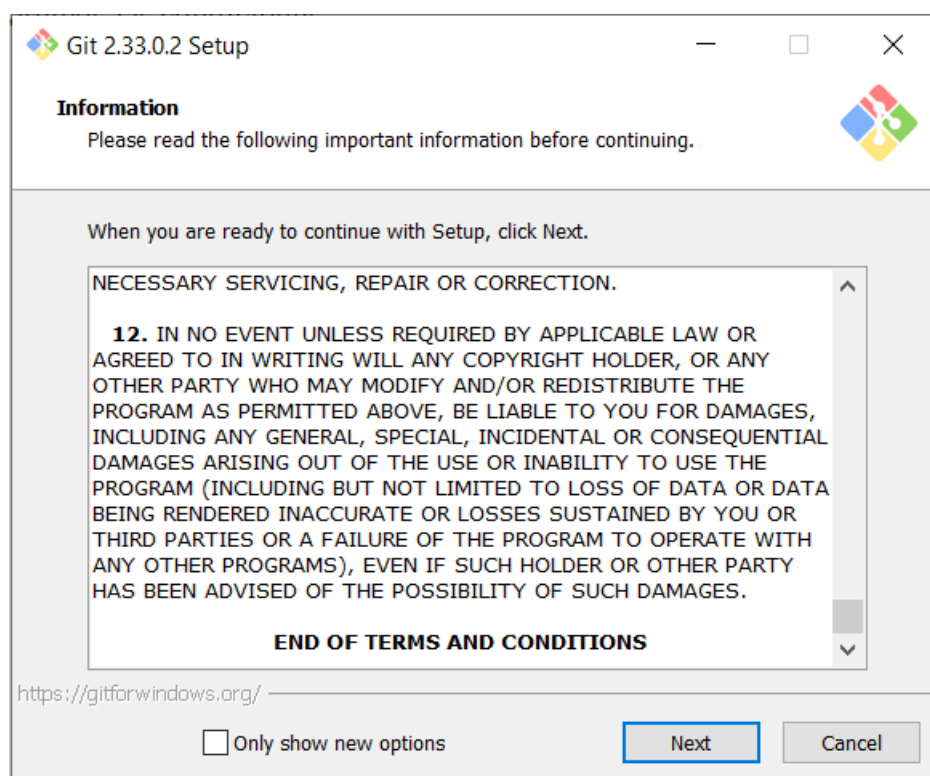 Git 2.33.0.2 Setup
Information
Please read the following important information before continuing.
When you are ready to continue with Setup, click Next.
NECESSARY SERVICING, REPAIR OR CORRECTION.
12. IN NO EVENT UNLESS REQUIRED BY APPLICABLE LAW OR
AGREED TO IN WRITING WILL ANY COPYRIGHT HOLDER, OR ANY
OTHER PARTY WHO MAY MODIFY AND/OR REDISTRIBUTE THE
PROGRAM AS PERMITTED ABOVE, BE LIABLE TO YOU FOR DAMAGES,
INCLUDING ANY GENERAL, SPECIAL, INCIDENTAL OR CONSEQUENTIAL
DAMAGES ARISING OUT OF THE USE OR INABILITY TO USE THE
PROGRAM (INCLUDING BUT NOT LIMITED TO LOSS OF DATA OR DATA
BEING RENDERED INACCURATE OR LOSSES SUSTAINED BY YOU OR
THIRD PARTIES OR A FAILURE OF THE PROGRAM TO OPERATE WITH
ANY OTHER PROGRAMS), EVEN IF SUCH HOLDER OR OTHER PARTY
HAS BEEN ADVISED OF THE POSSIBILITY OF SUCH DAMAGES.
END OF TERMS AND CONDITIONS
https://gitforwindows.org/
Only show new options
Next
Cancel